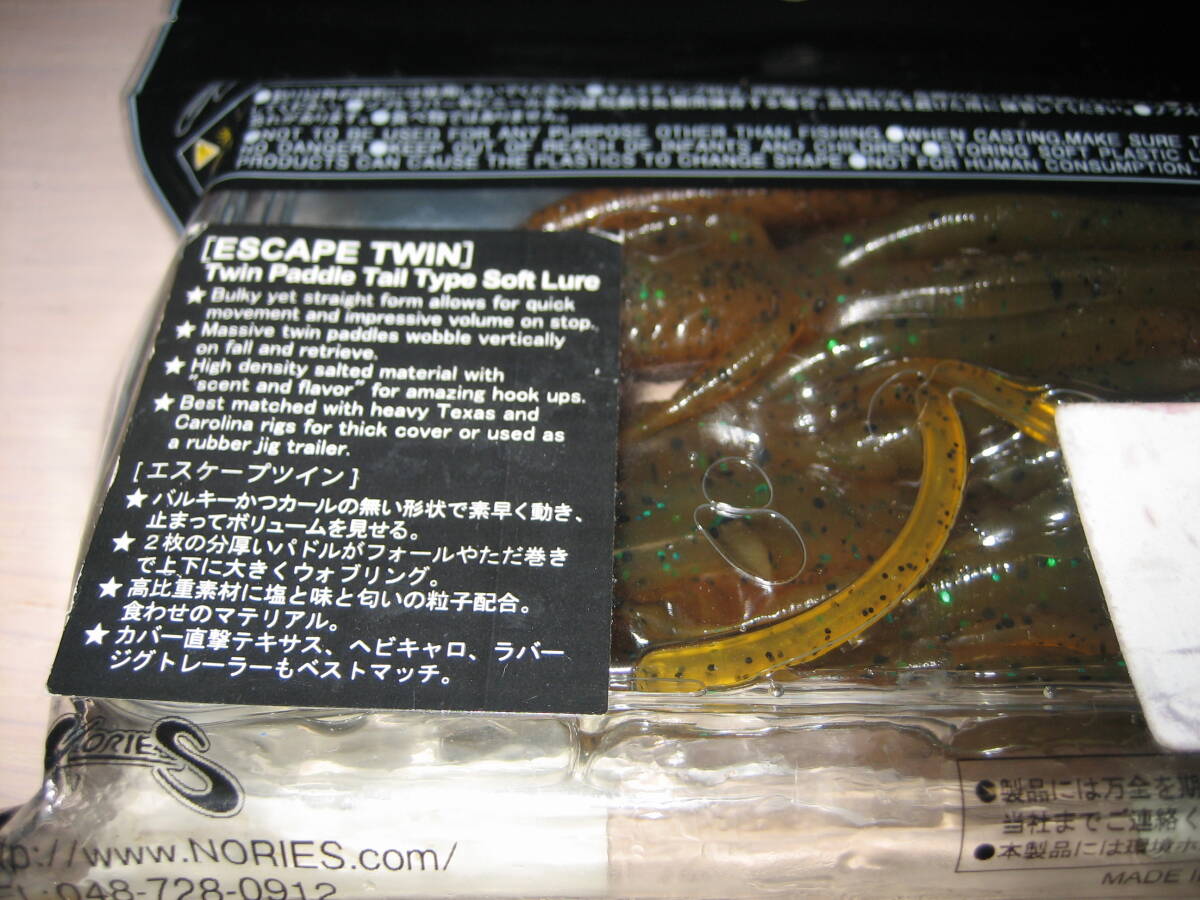 NOT TO BE USED FOR ANY PURPOSE OTHER THAN FISHING. ●WHEN CASTING, MAKE SURE T
NO DANGER. ●KEEP OUT OF REACH OF INFANTS AND CHILDREN. ●STORING SOFT PLASTIC L
PRODUCTS CAN CAUSE THE PLASTICS TO CHANGE SHAPE. ●NOT FOR HUMAN CONSUMPTION.
[ESCAPE TWIN]
Twin Paddle Tail Type Soft Lure
★Bulky yet straight form allows for quick
movement and impressive volume on stop.
★Massive twin paddles wobble vertically
on fall and retrieve.
★High density salted material with
"scent and flavor" for amazing hook ups.
★Best matched with heavy Texas and
Carolina rigs for thick cover or used as
a rubber jig trailer.
[エスケープツイン]
★バルキーかつカールの無い形状で素早く動き、
止まってボリュームを見せる。
★2枚の分厚いパドルがフォールやただ巻き
で上下に大きくウォブリング。
★高比重素材に塩と味と匂いの粒子配合。
食わせのマテリアル。
★カバー直撃テキサス、ヘビキャロ、ラバー
ジグトレーラーもベストマッチ。
NORIES
tp://www.NORIES.com/
EL:048-728-0912
●製品には万全を期
当社までご連絡く
●本製品には環境ホ
MADE I